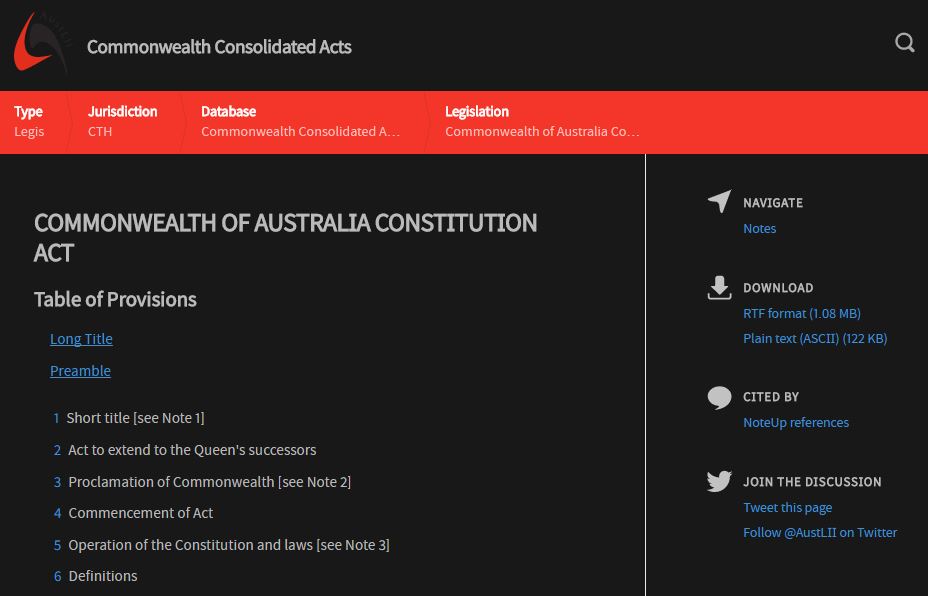 Commonwealth Consolidated Acts
Type
Legis
Jurisdiction
CTH
Database
Commonwealth Consolidated A...
Legislation
Commonwealth of Australia Co...
COMMONWEALTH OF AUSTRALIA CONSTITUTION
ACT
Table of Provisions
Long Title
Preamble
1 Short title [see Note 1]
2 Act to extend to the Queen's successors
3 Proclamation of Commonwealth [see Note 2]
4 Commencement of Act
5 Operation of the Constitution and laws [see Note 3]
6 Definitions
NAVIGATE
Notes
DOWNLOAD
RTF format (1.08 MB)
Plain text (ASCII) (122 KB)
CITED BY
NoteUp references
JOIN THE DISCUSSION
Tweet this page
Follow @AustLII on Twitter